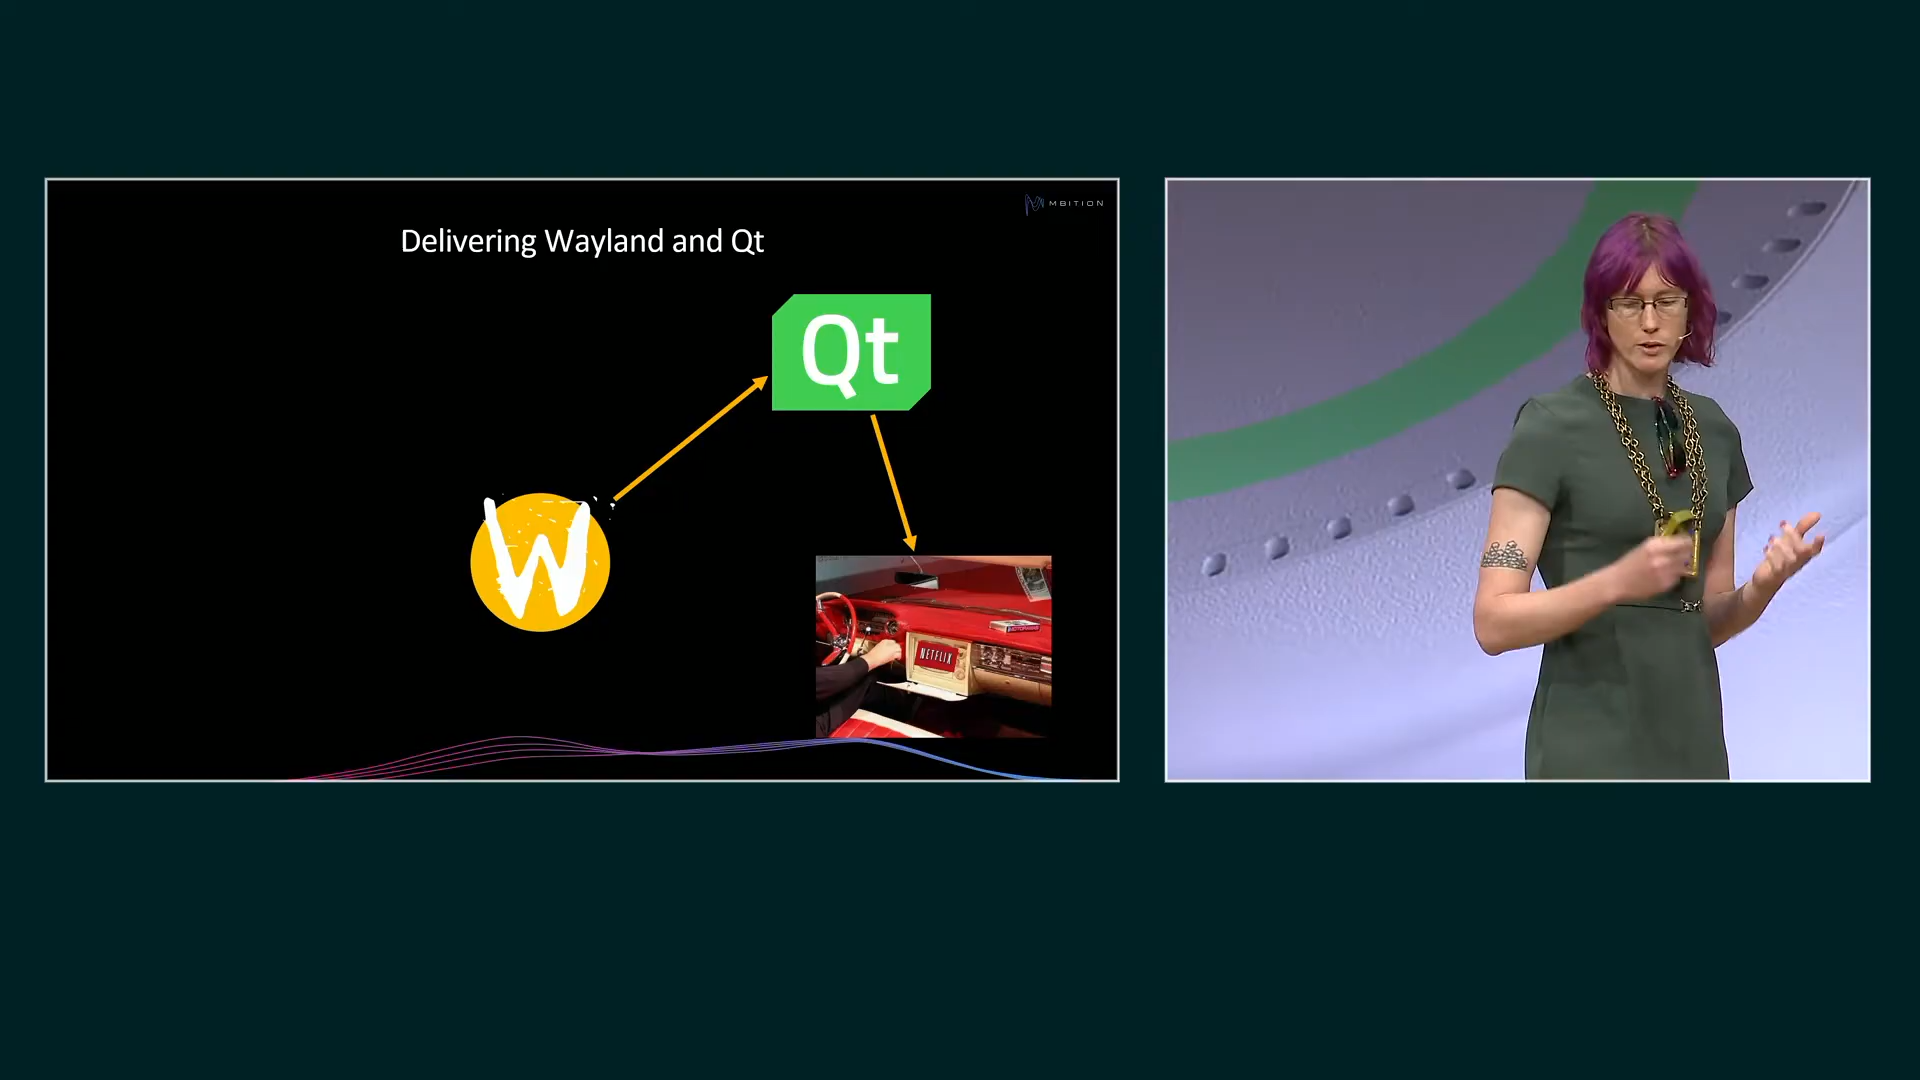 MBITION
Delivering Wayland and Qt
Qt
W
NETFLIX